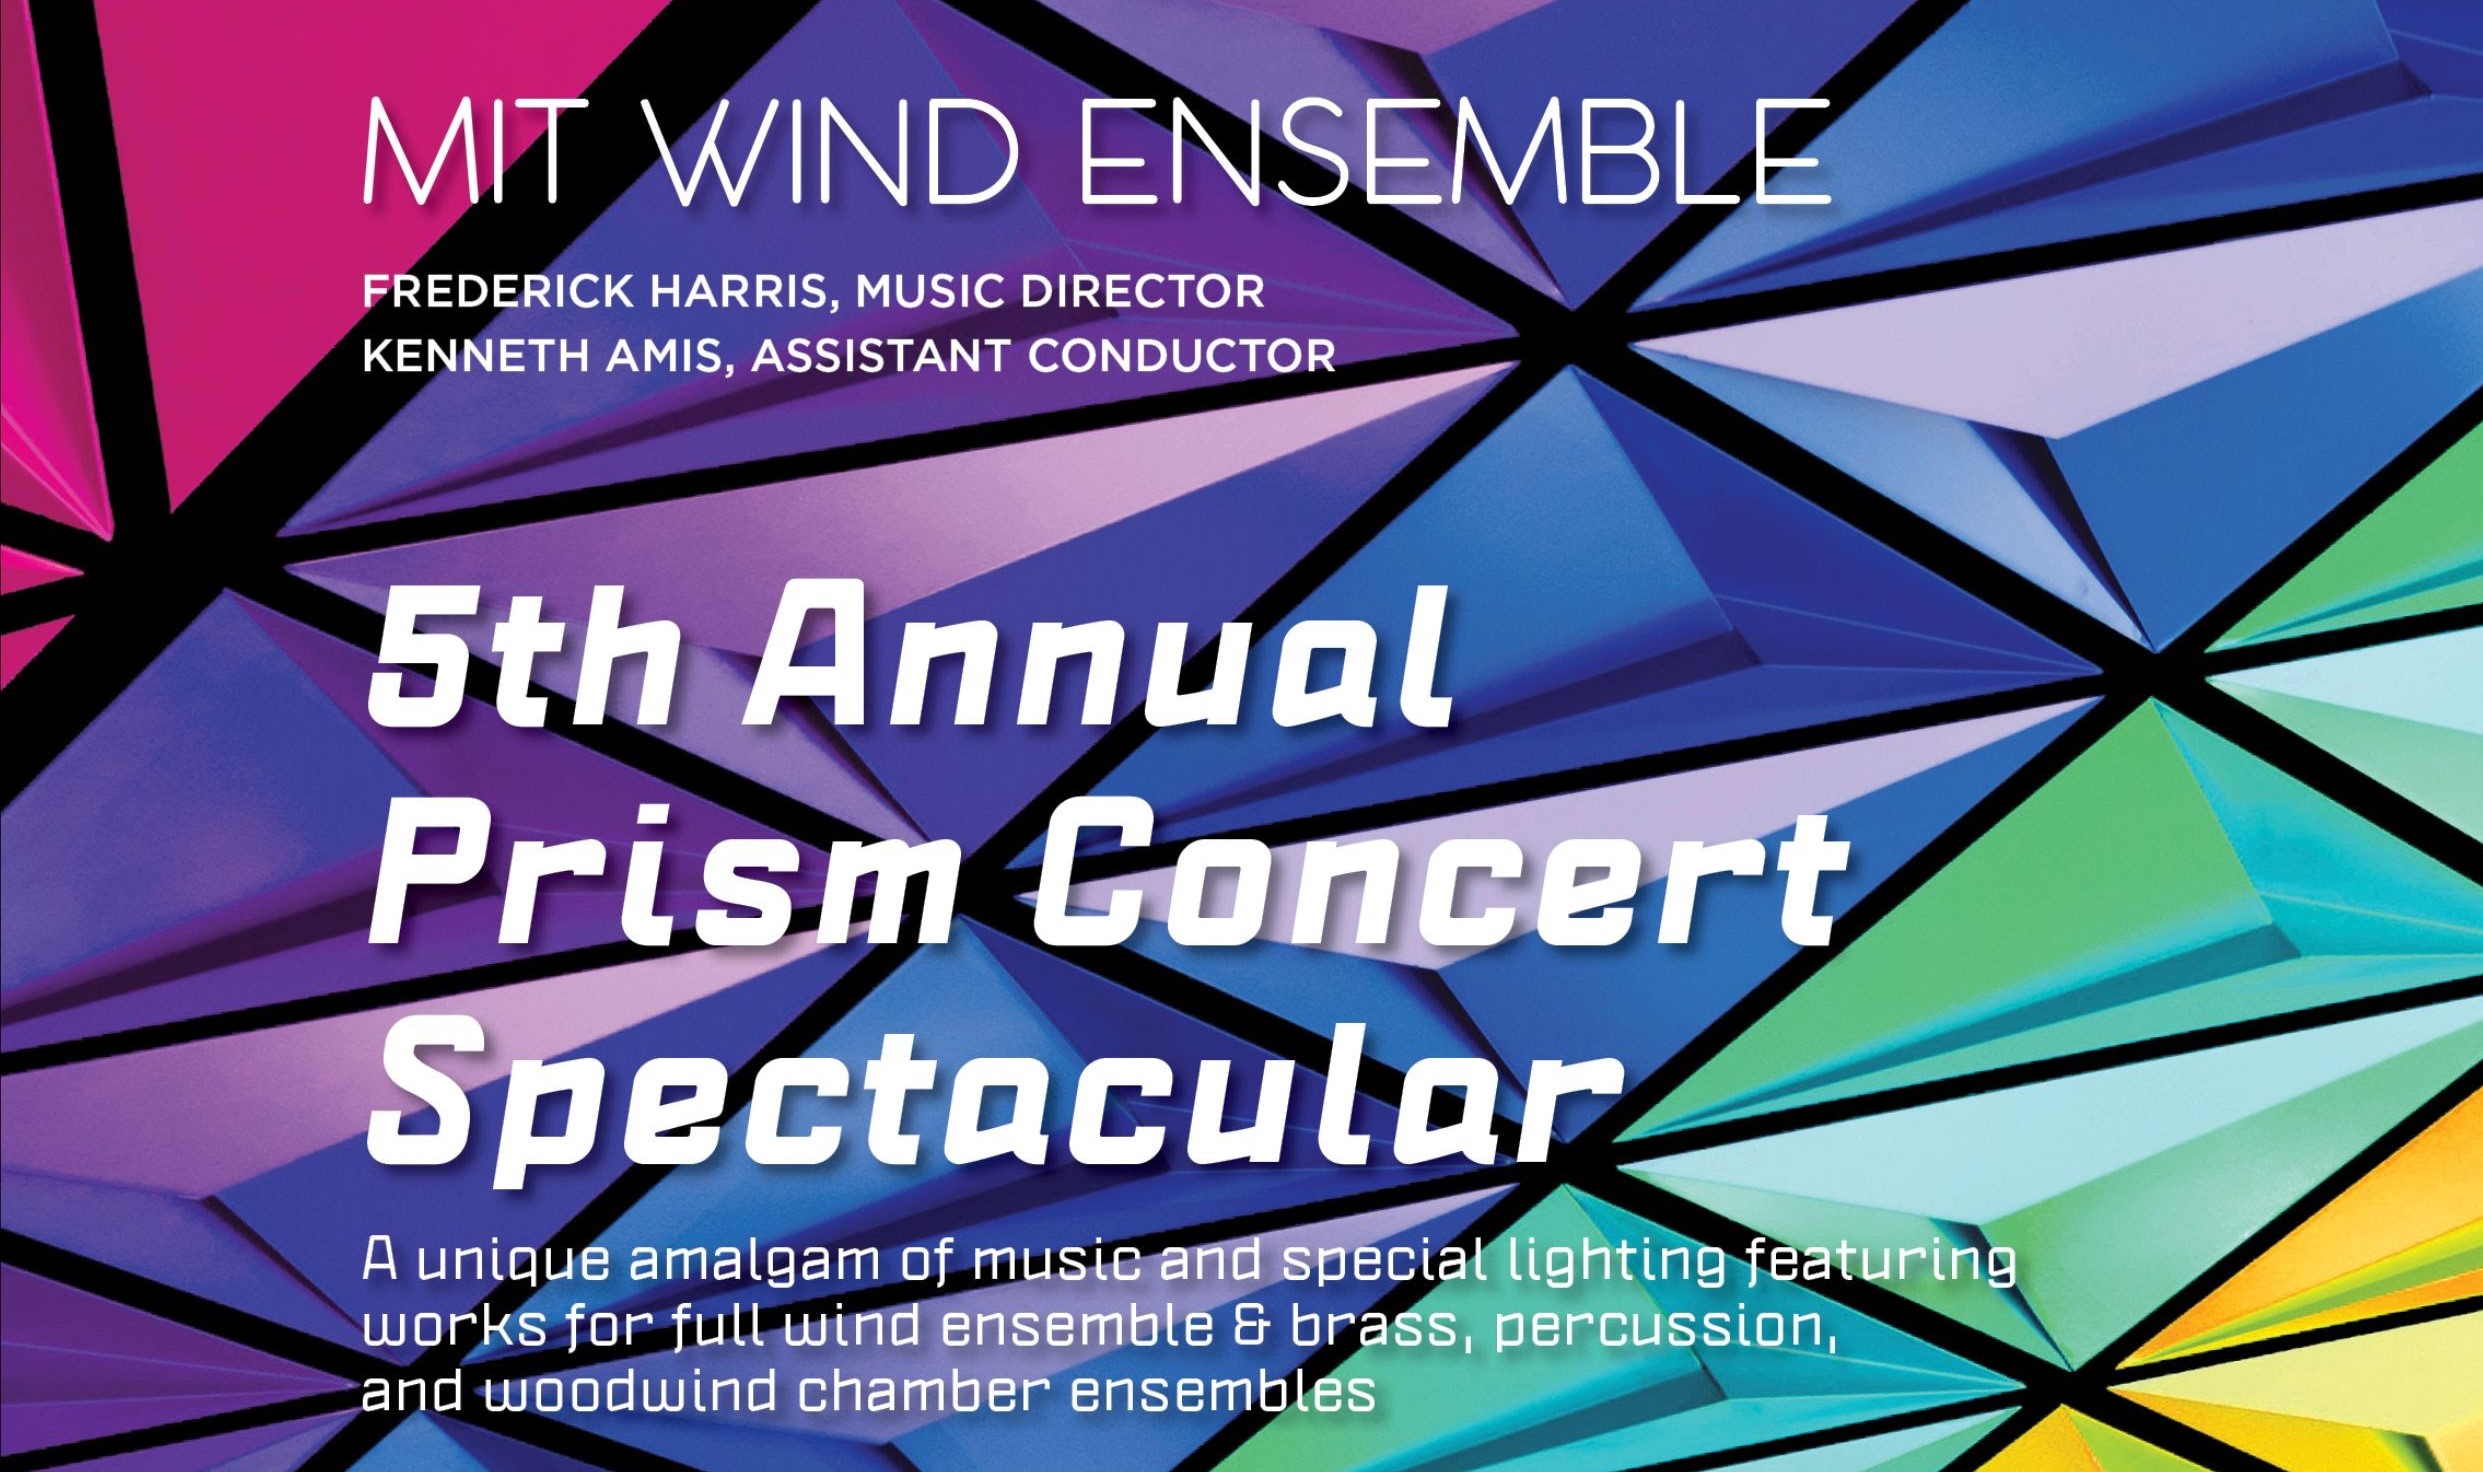 MIT WIND ENSEMBLE
FREDERICK HARRIS, MUSIC DIRECTOR
KENNETH AMIS, ASSISTANT CONDUCTOR
5th Annual
Prism Concert
Spectacular
A unique amalgam of music and special lighting featuring
works for full wind ensemble & brass, percussion,
and woodwind chamber ensembles